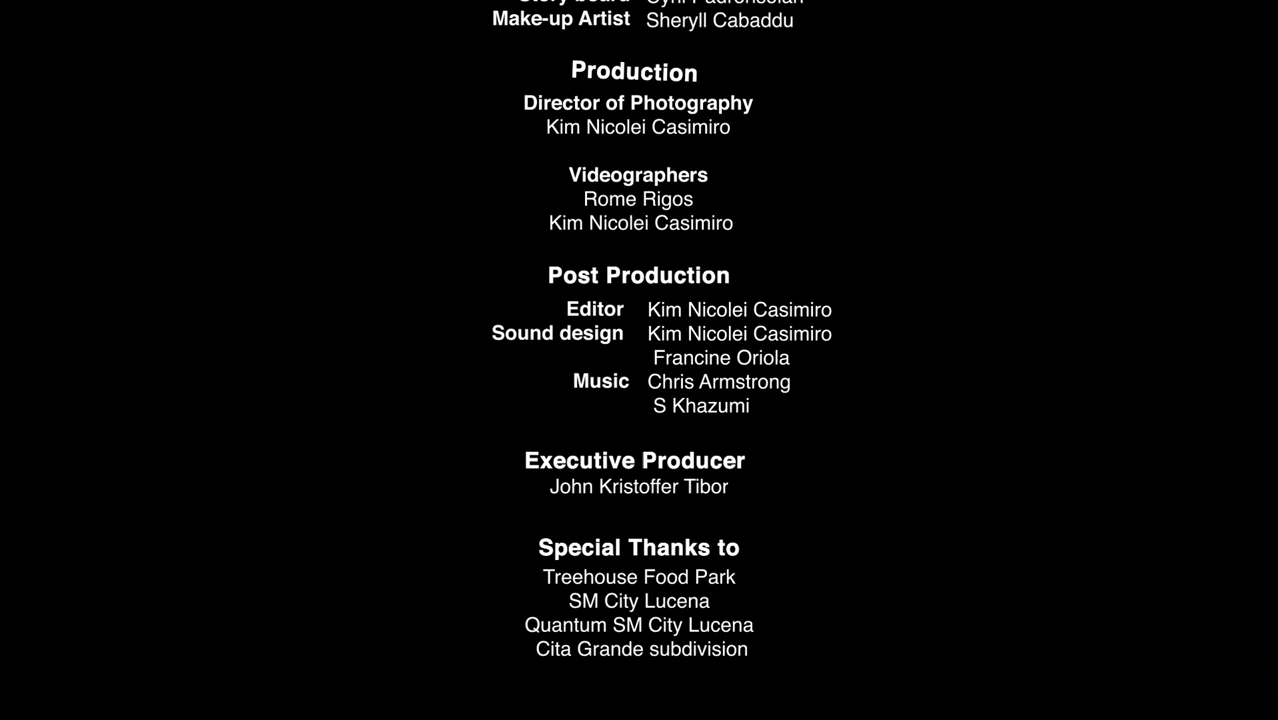 Make-up Artist Sheryll Cabaddu
Production
Director of Photography
Kim Nicolei Casimiro
Videographers
Rome Rigos
Kim Nicolei Casimiro
Post Production
Editor Kim Nicolei Casimiro
Sound design Kim Nicolei Casimiro
Francine Oriola
Music Chris Armstrong
S Khazumi
Executive Producer
John Kristoffer Tibor
Special Thanks to
Treehouse Food Park
SM City Lucena
Quantum SM City Lucena
Cita Grande subdivision